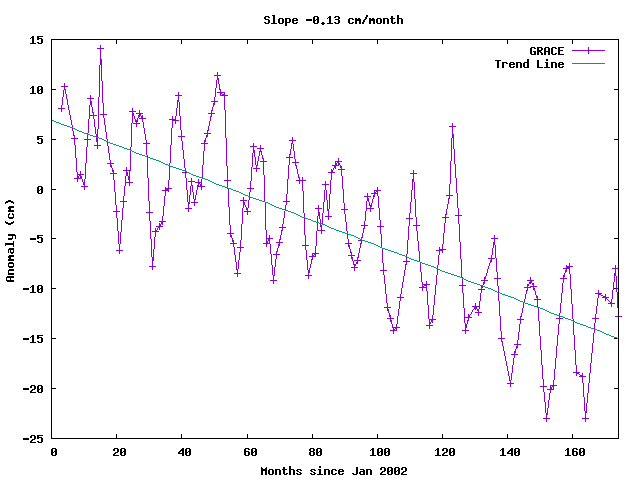 Slope -0.13 cm/month
GRACE
Trend Line
15
10
5
0
-5
-10
-15
-20
-25
Anomaly (cm)
0 20 40 60 80 100 120 140 160
Months since Jan 2002